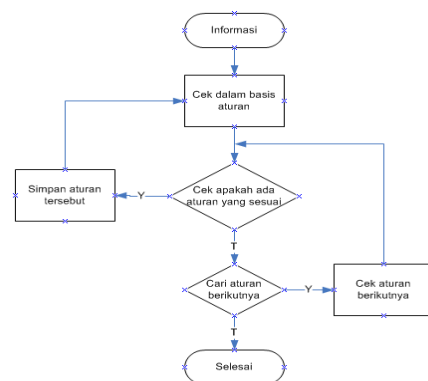 Informasi
Cek dalam basis
aturan
Simpan aturan
tersebut
Y
Cek apakah ada
aturan yang sesuai
T
Cari aturan
berikutnya
Y
Cek aturan
berikutnya
T
Selesai